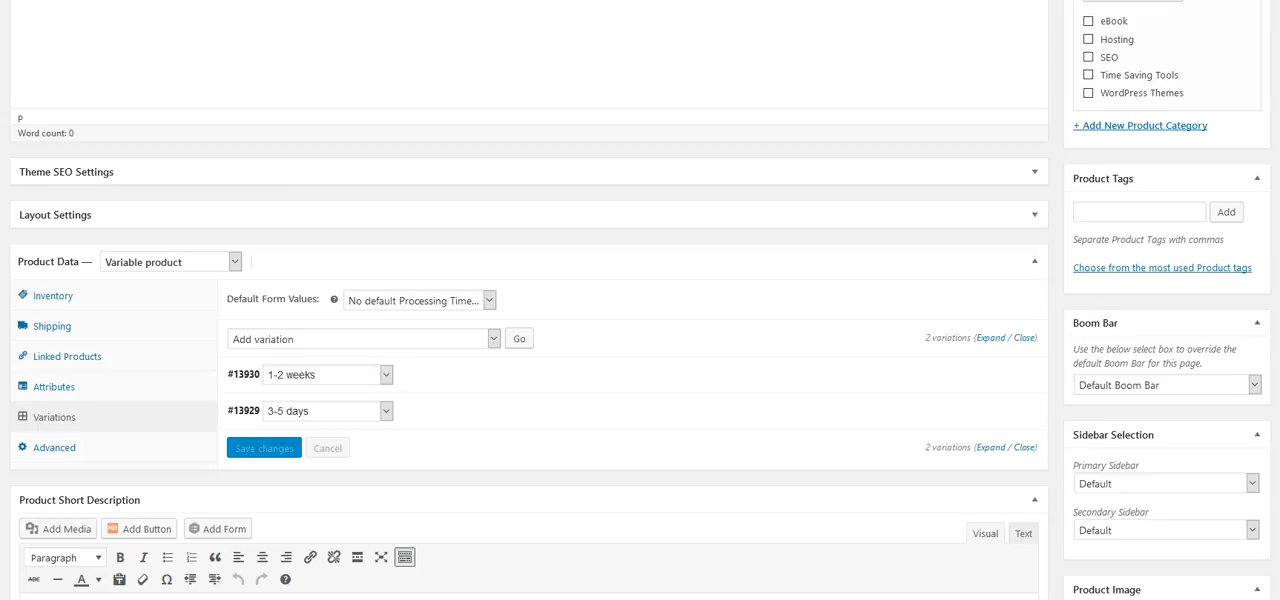 p
Word count: 0
Theme SEO Settings
Layout Settings
Product Data — Variable product
Inventory
Shipping
Linked Products
Attributes
Variations
Advanced
Default Form Values: No default Processing Time...
Add variation Go 2 variations (Expand / Close)
#13930 1-2 weeks
#13929 3-5 days
Save changes Cancel 2 variations (Expand / Close)
Product Short Description
Add Media Add Button Add Form Visual Text
Paragraph B I
ABC A Ω
eBook
Hosting
SEO
Time Saving Tools
WordPress Themes
+ Add New Product Category
Product Tags
Add
Separate Product Tags with commas
Choose from the most used Product tags
Boom Bar
Use the below select box to override the
default Boom Bar for this page.
Default Boom Bar
Sidebar Selection
Primary Sidebar
Default
Secondary Sidebar
Default
Product Image